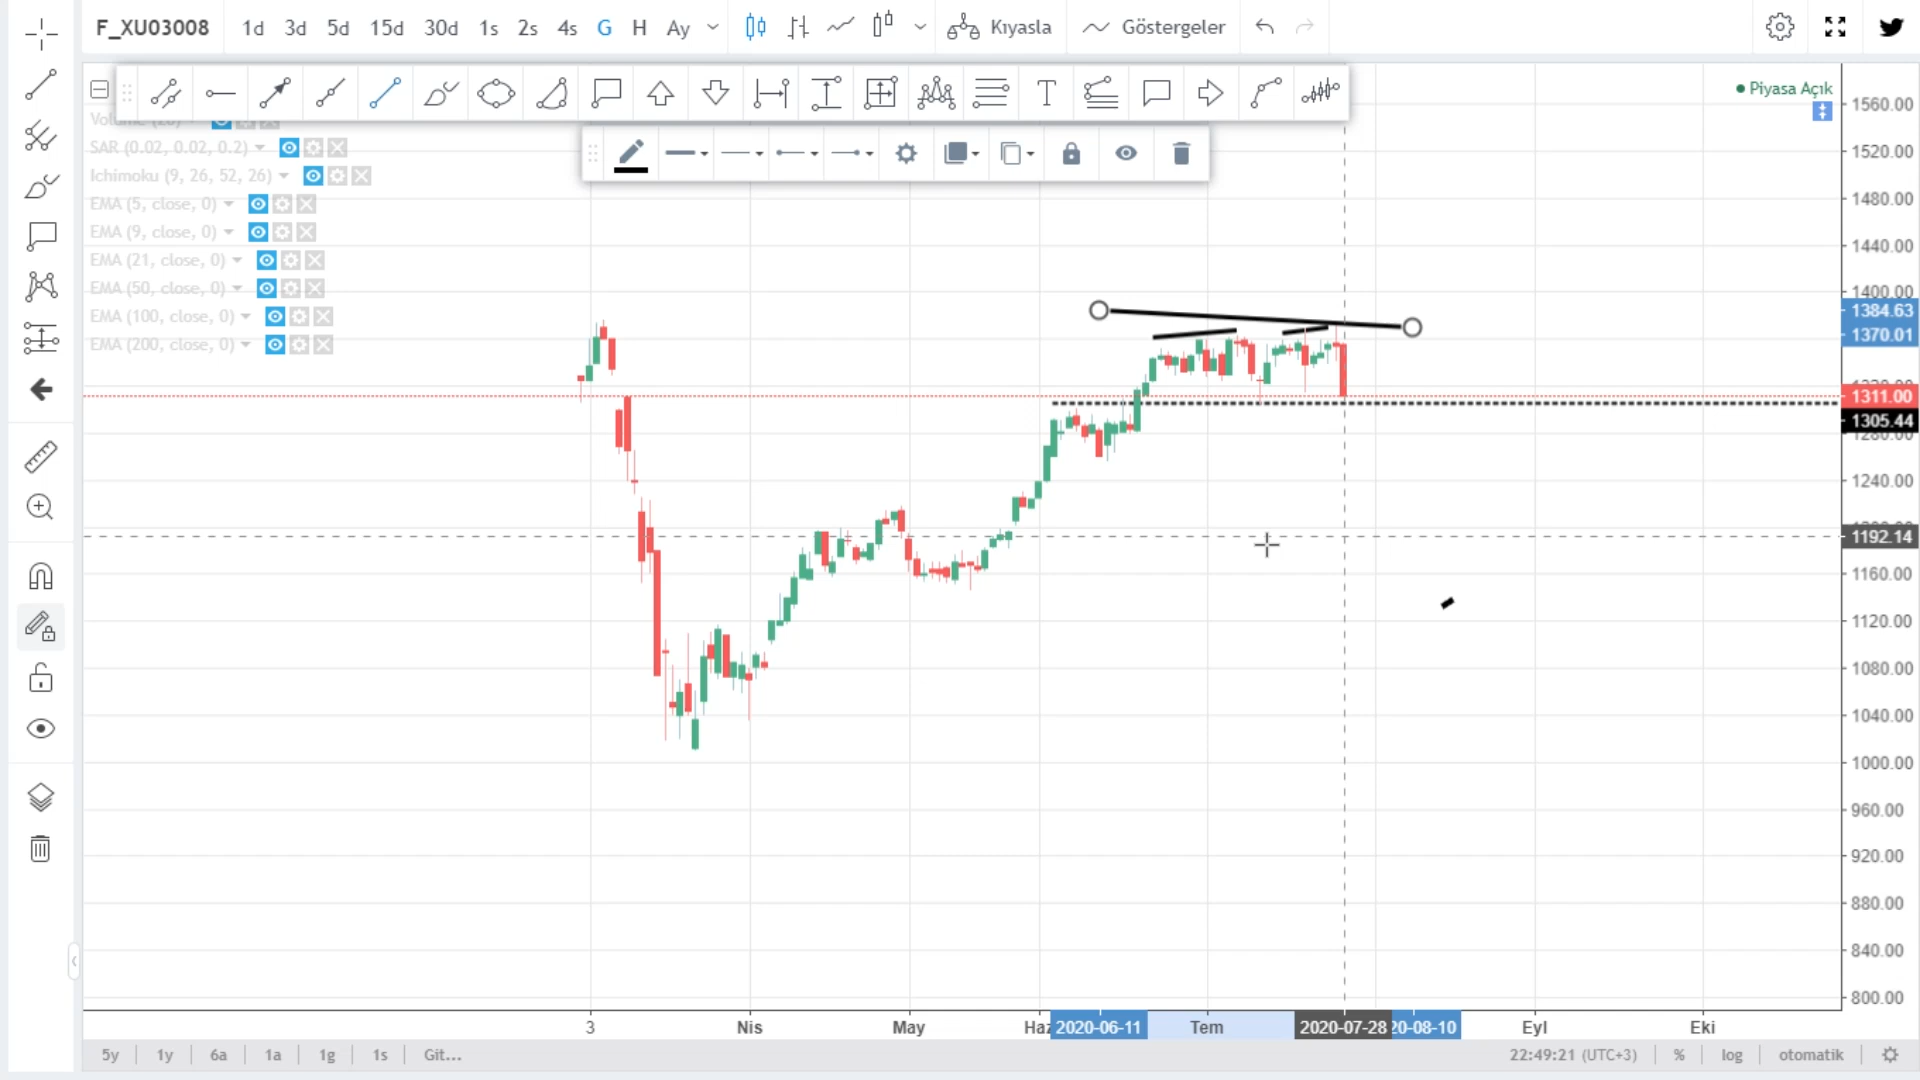 F_XU03008 1d 3d 5d 15d 30d 1s 2s 4s G H Ay Kıyasla Göstergeler
Piyasa Açık
SAR (0.02, 0.02, 0.2)
Ichimoku (9, 26, 52, 26)
EMA (5, close, 0)
EMA (9, close, 0)
EMA (21, close, 0)
EMA (50, close, 0)
EMA (100, close, 0)
EMA (200, close, 0)
1560.00
1520.00
1480.00
1440.00
1400.00
1384.63
1370.01
1311.00
1305.44
1280.00
1240.00
1192.14
1160.00
1120.00
1080.00
1040.00
1000.00
960.00
920.00
880.00
840.00
800.00
3 Nis May Haz 2020-06-11 Tem 2020-07-28 20-08-10 Eyl Eki
5y 1y 6a 1a 1g 1s Git... 22:49:21 (UTC+3) % log otomatik